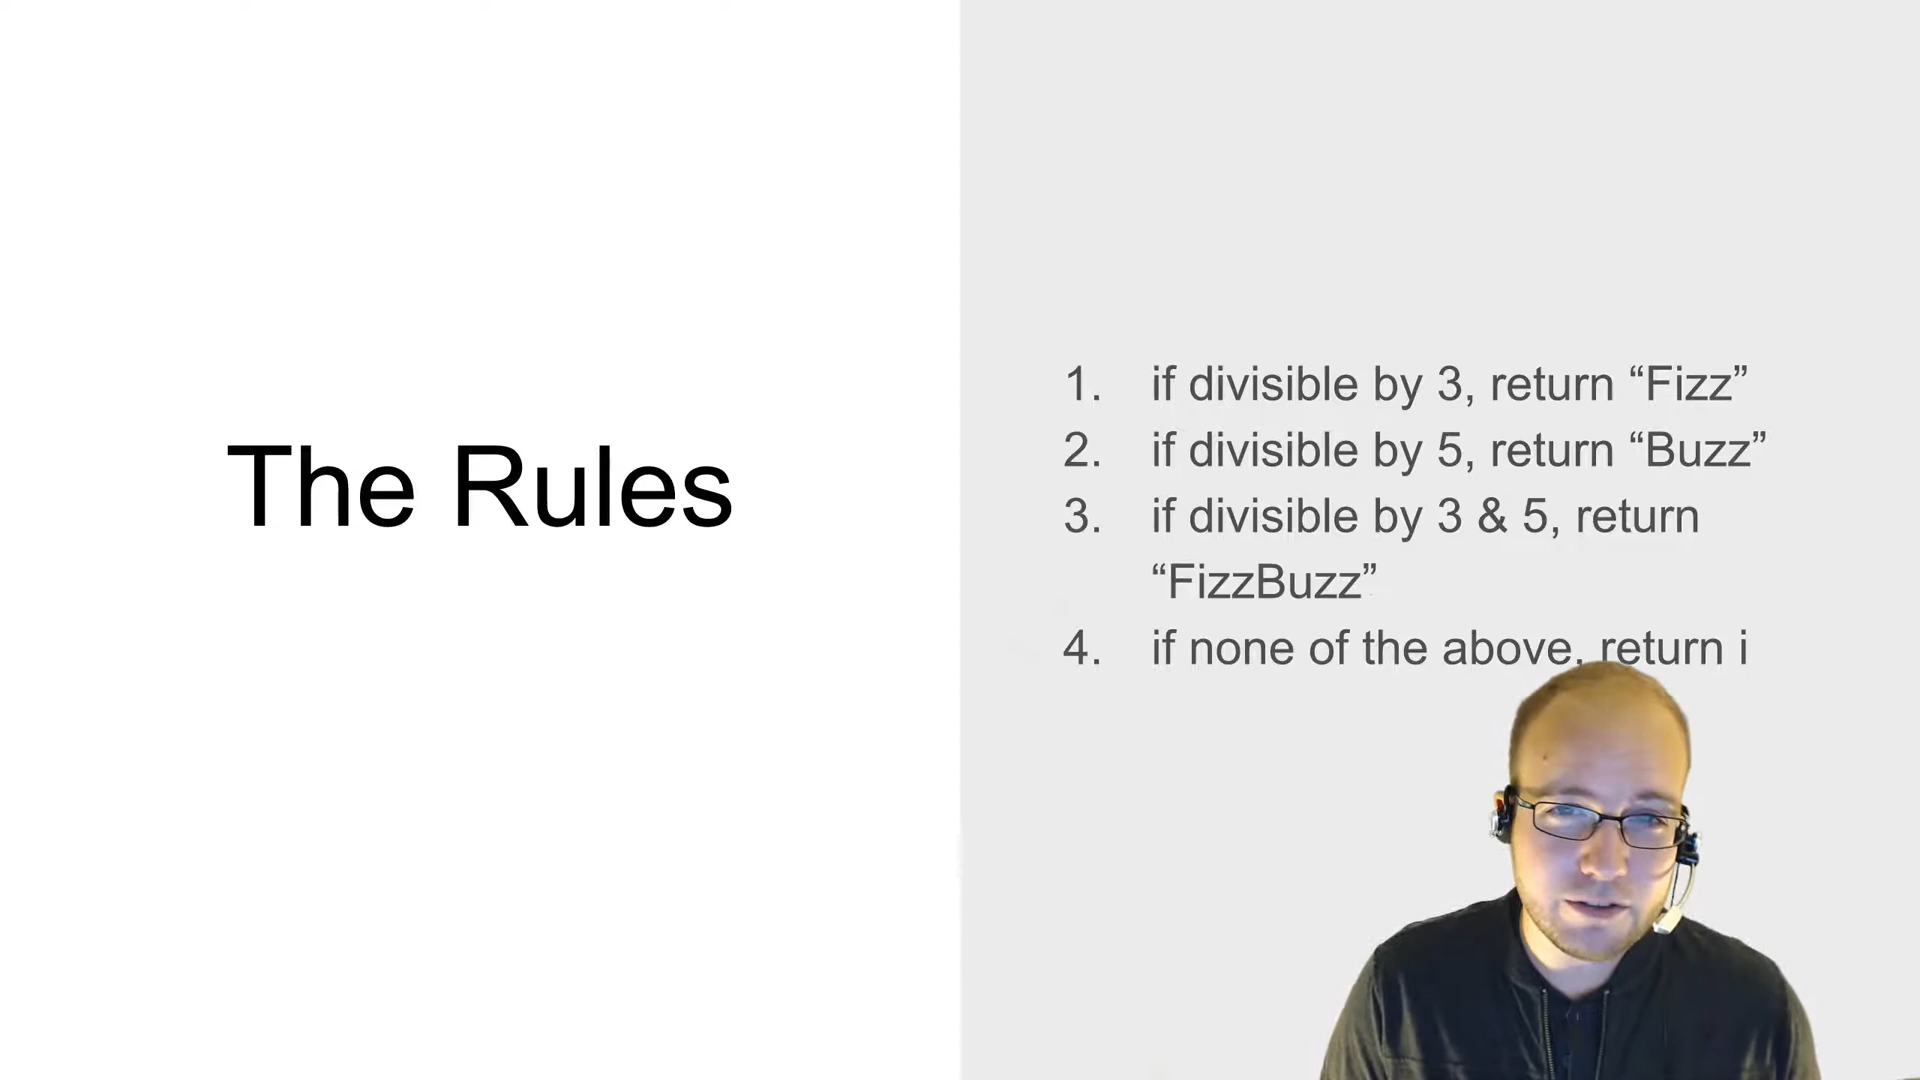 The Rules
1. if divisible by 3, return “Fizz”
2. if divisible by 5, return “Buzz”
3. if divisible by 3 & 5, return
“FizzBuzz”
4. if none of the above, return i